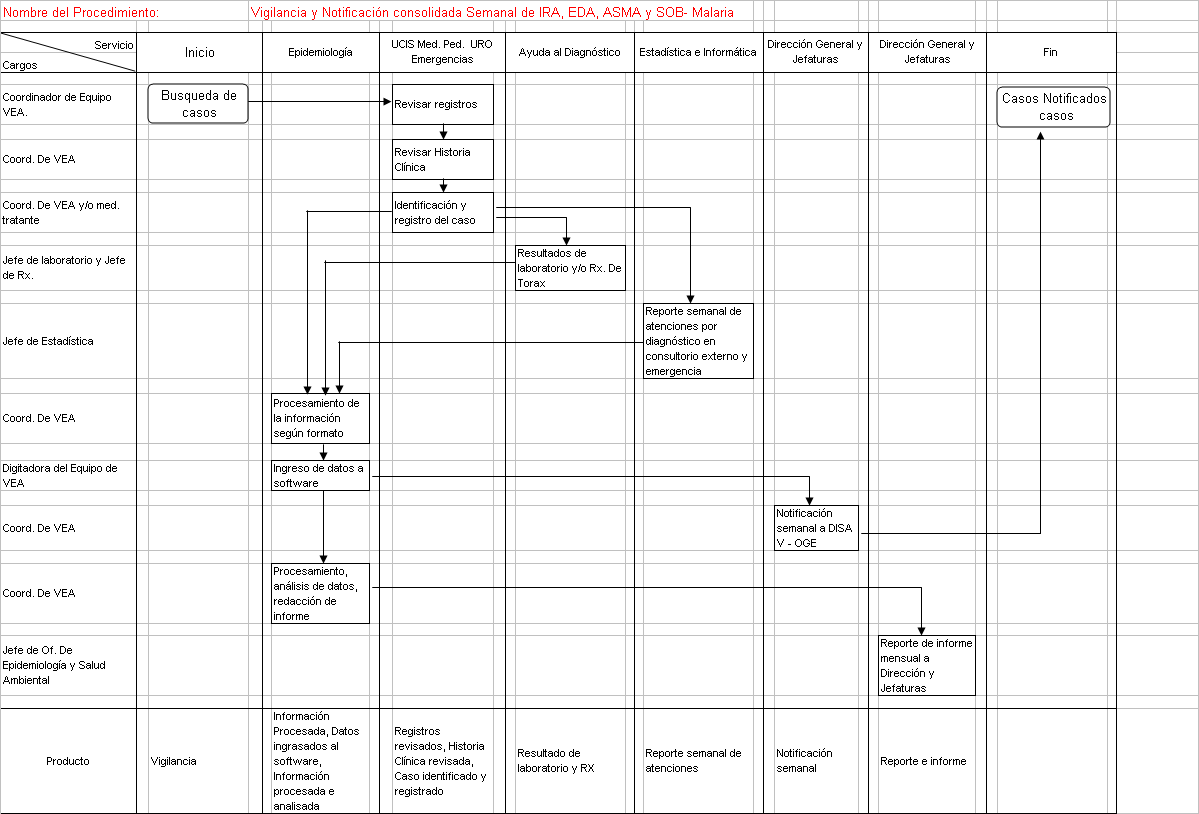 Nombre del Procedimiento:
Vigilancia y Notificación consolidada Semanal de IRA, EDA, ASMA y SOB- Malaria
Servicio
Cargos
Inicio
Epidemiología
UCIS Med. Ped. URO
Emergencias
Ayuda al Diagnóstico
Estadística e Informática
Dirección General y
Jefaturas
Dirección General y
Jefaturas
Fin
Coordinador de Equipo
VEA.
Busqueda de
casos
Revisar registros
Casos Notificados
casos
Coord. De VEA
Revisar Historia
Clínica
Coord. De VEA y/o med.
tratante
Identificación y
registro del caso
Jefe de laboratorio y Jefe
de Rx.
Resultados de
laboratorio y/o Rx. De
Torax
Jefe de Estadística
Reporte semanal de
atenciones por
diagnóstico en
consultorio externo y
emergencia
Coord. De VEA
Procesamiento de
la información
según formato
Digitadora del Equipo de
VEA
Ingreso de datos a
software
Coord. De VEA
Notificación
semanal a DISA
V - OGE
Coord. De VEA
Procesamiento,
análisis de datos,
redacción de
informe
Jefe de Of. De
Epidemiología y Salud
Ambiental
Reporte de informe
mensual a
Dirección y
Jefaturas
Producto
Vigilancia
Información
Procesada, Datos
ingrasados al
software,
Información
procesada e
analisada
Registros
revisados, Historia
Clínica revisada,
Caso identificado y
registrado
Resultado de
laboratorio y RX
Reporte semanal de
atenciones
Notificación
semanal
Reporte e informe